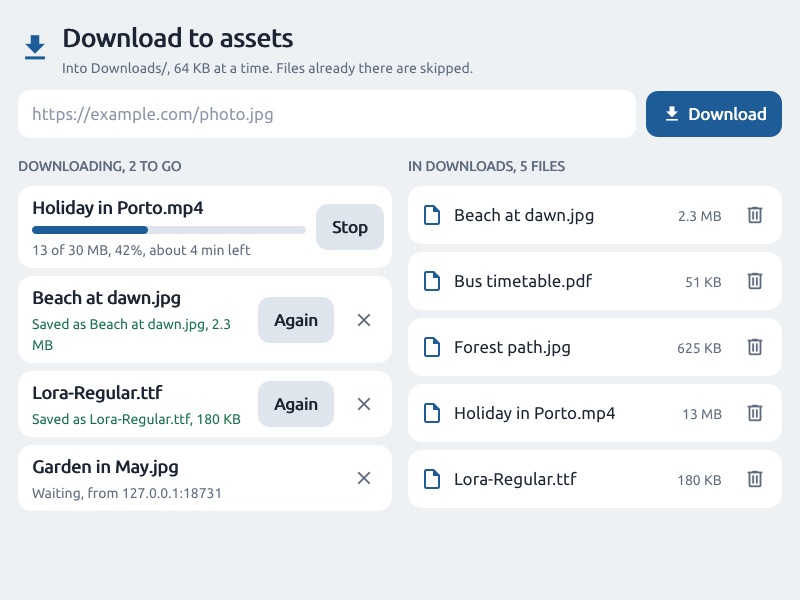 Download to assets
Into Downloads/, 64 KB at a time. Files already there are skipped.
https://example.com/photo.jpg
Download
DOWNLOADING, 2 TO GO
Holiday in Porto.mp4
13 of 30 MB, 42%, about 4 min left
Stop
Beach at dawn.jpg
Saved as Beach at dawn.jpg, 2.3
MB
Again
Lora-Regular.ttf
Saved as Lora-Regular.ttf, 180 KB
Again
Garden in May.jpg
Waiting, from 127.0.0.1:18731
IN DOWNLOADS, 5 FILES
Beach at dawn.jpg 2.3 MB
Bus timetable.pdf 51 KB
Forest path.jpg 625 KB
Holiday in Porto.mp4 13 MB
Lora-Regular.ttf 180 KB